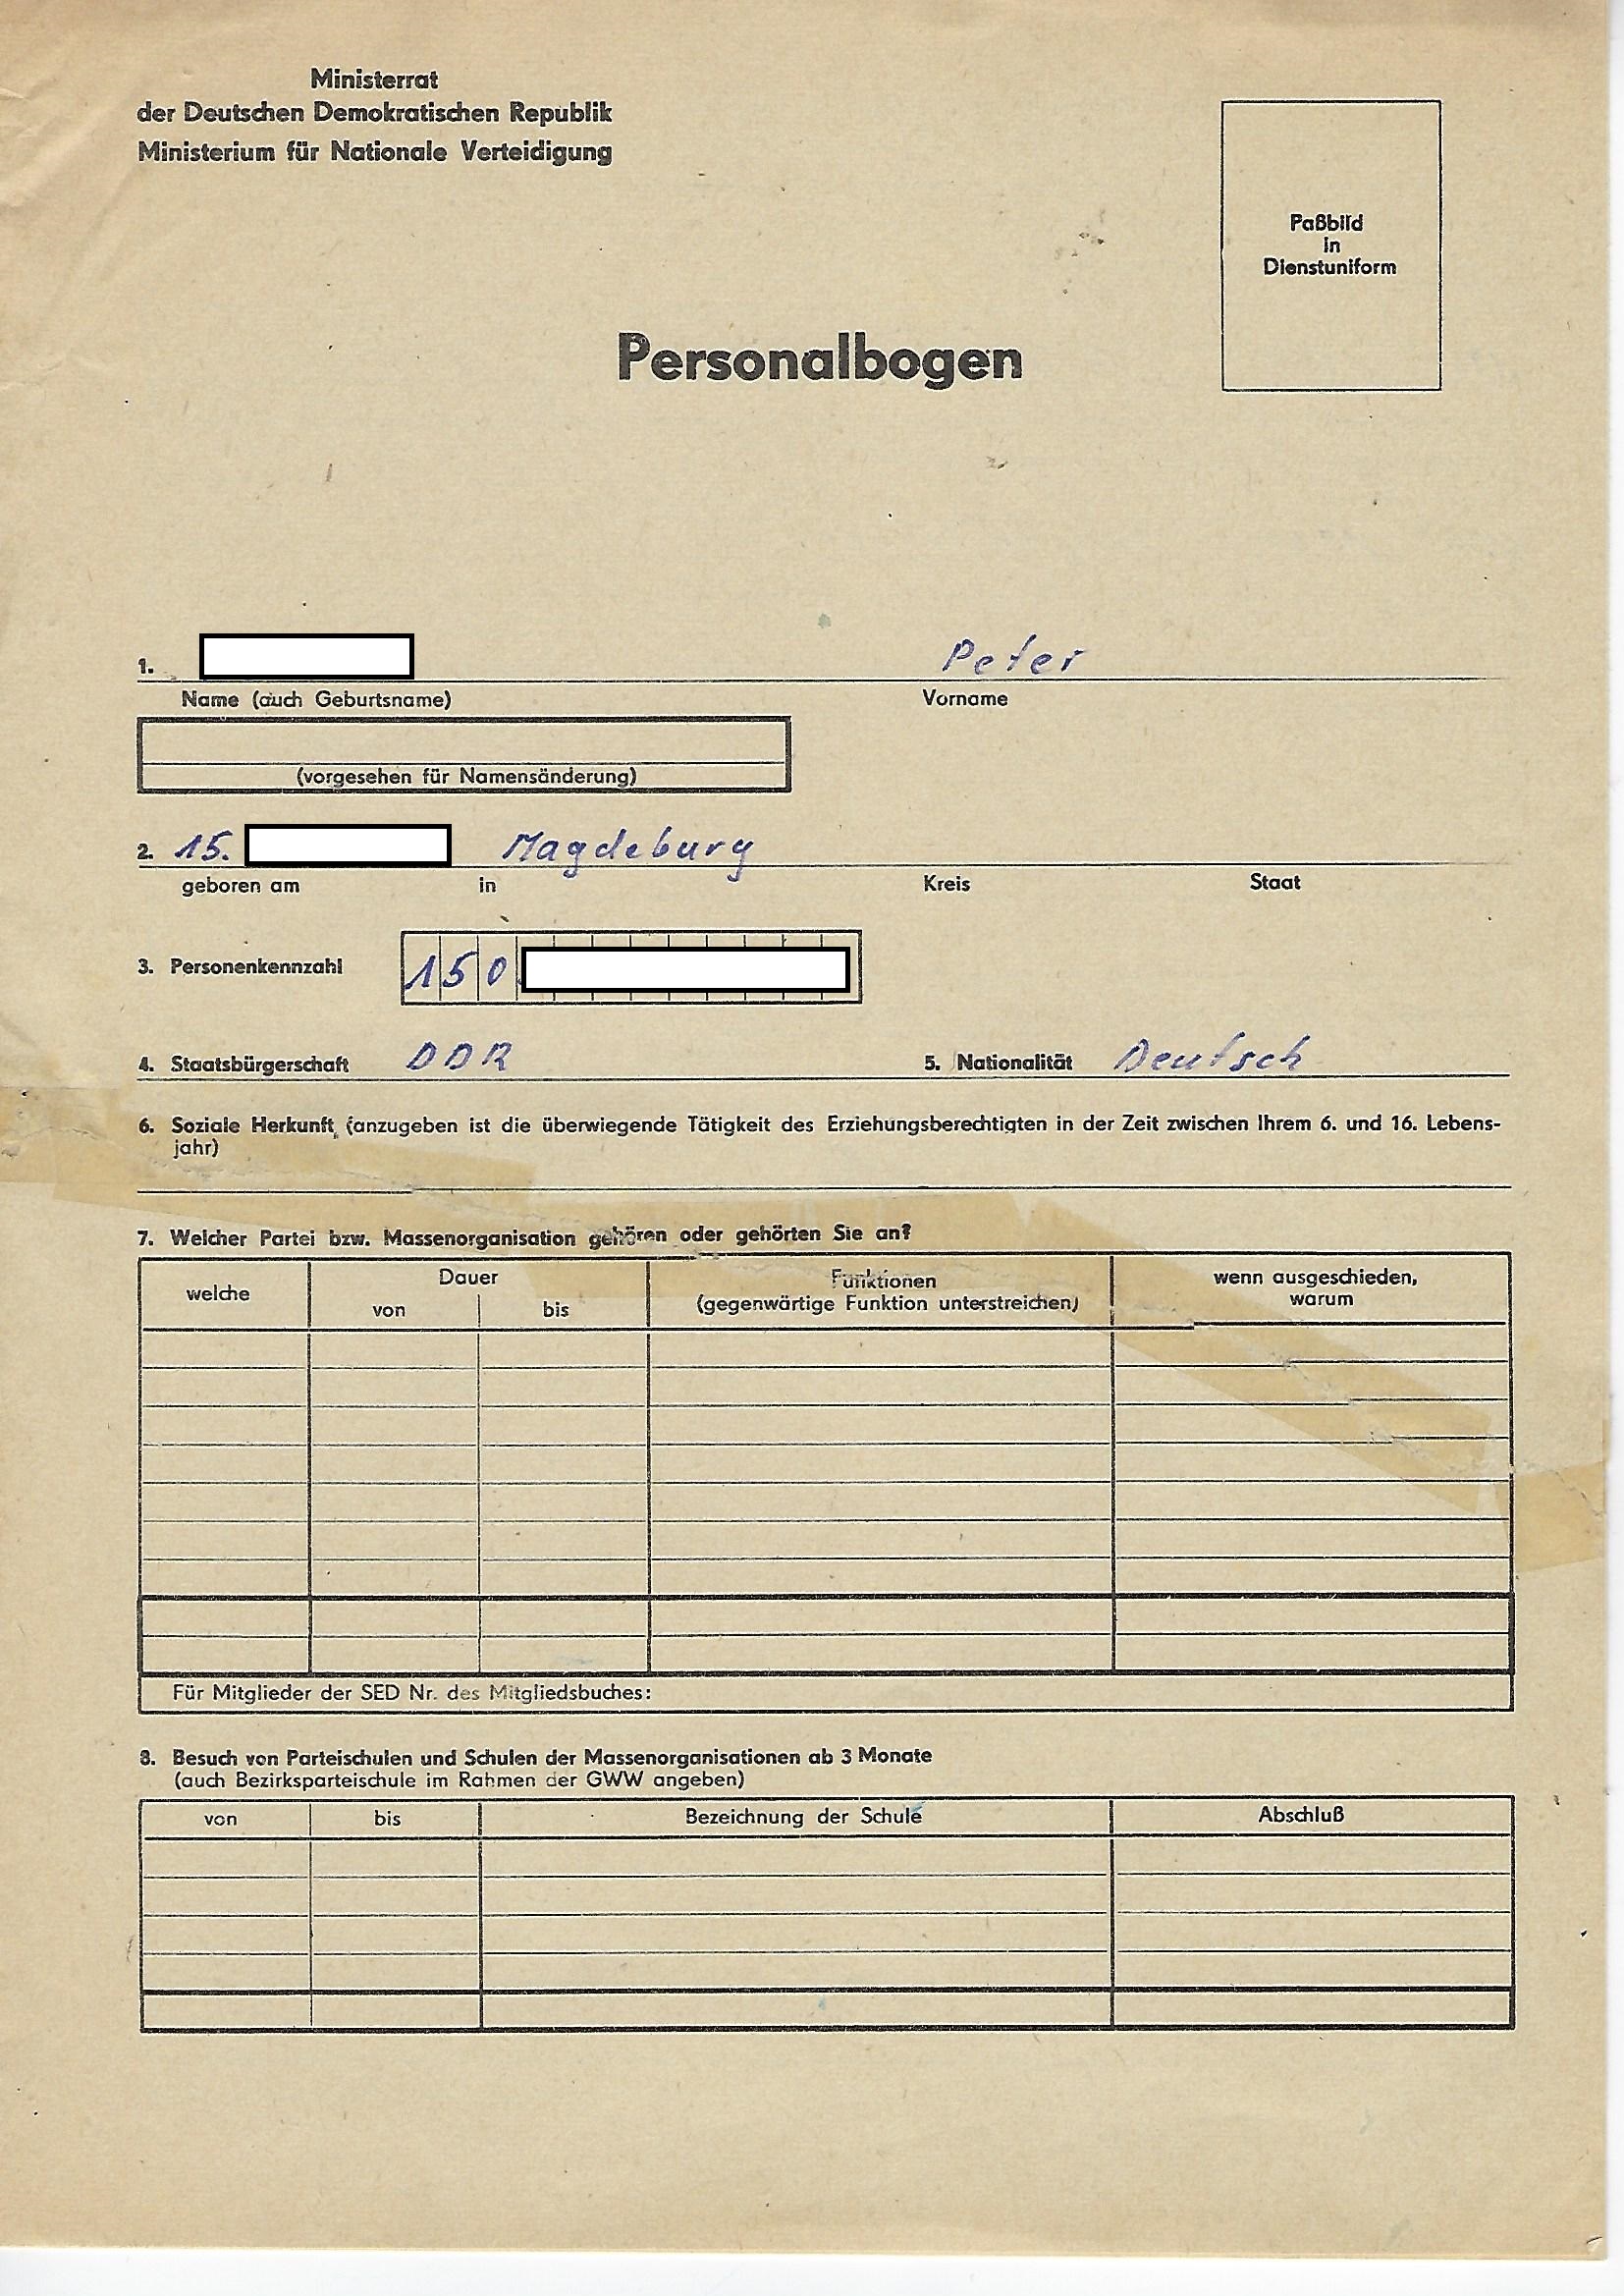 Ministerrat
der Deutschen Demokratischen Republik
Ministerium für Nationale Verteidigung
Paßbild
in
Dienstuniform
Personalbogen
1. Peter
Name (auch Geburtsname) Vorname
(vorgesehen für Namensänderung)
2. 15. Magdeburg
geboren am in Kreis Staat
3. Personenkennzahl 150
4. Staatsbürgerschaft DDR 5. Nationalität Deutsch
6. Soziale Herkunft (anzugeben ist die überwiegende Tätigkeit des Erziehungsberechtigten in der Zeit zwischen Ihrem 6. und 16. Lebens-
jahr)
7. Welcher Partei bzw. Massenorganisation gehören oder gehörten Sie an?
welche Dauer Funktionen wenn ausgeschieden,
von bis (gegenwärtige Funktion unterstreichen) warum
Für Mitglieder der SED Nr. des Mitgliedsbuches:
8. Besuch von Parteischulen und Schulen der Massenorganisationen ab 3 Monate
(auch Bezirksparteischule im Rahmen der GWW angeben)
von bis Bezeichnung der Schule Abschluß